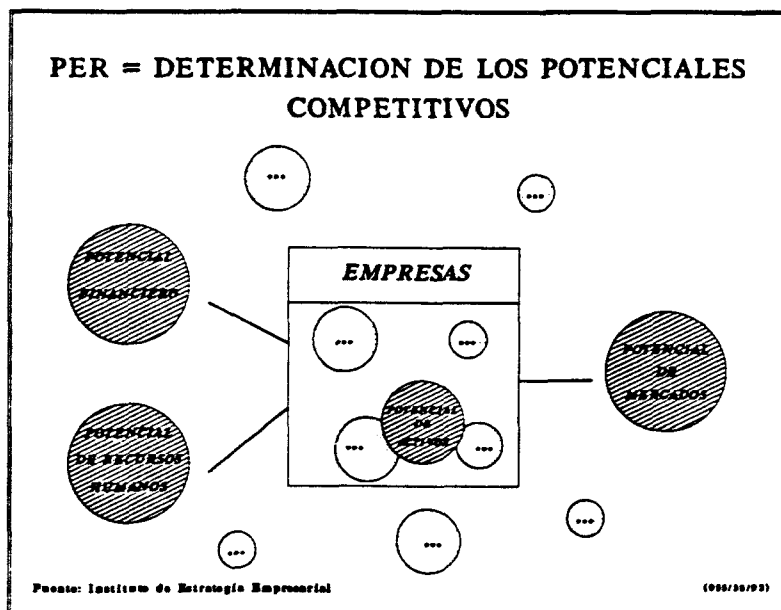 PER = DETERMINACION DE LOS POTENCIALES
COMPETITIVOS
...
...
POTENCIAL
FINANCIERO
EMPRESAS
...
...
POTENCIAL
DE
MERCADOS
POTENCIAL
DE
ACTIVOS
...
...
POTENCIAL
DE RECURSOS
HUMANOS
...
...
...
Fuente: Instituto de Estrategia Empresarial